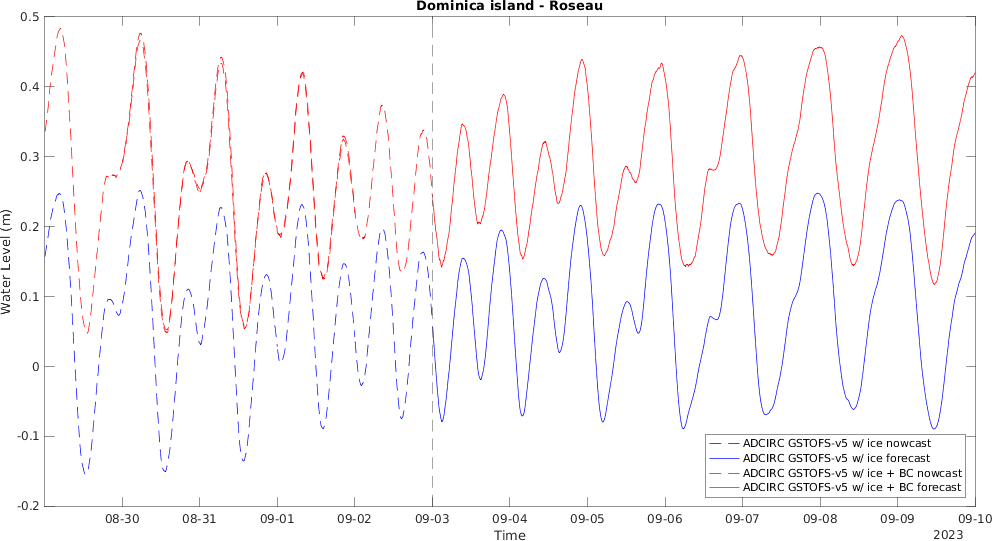 Dominica island - Roseau
0.5
0.4
0.3
0.2
0.1
0
-0.1
-0.2
Water Level (m)
ADCIRC GSTOFS-v5 w/ ice nowcast
ADCIRC GSTOFS-v5 w/ ice forecast
ADCIRC GSTOFS-v5 w/ ice + BC nowcast
ADCIRC GSTOFS-v5 w/ ice + BC forecast
08-30 08-31 09-01 09-02 09-03 09-04 09-05 09-06 09-07 09-08 09-09 09-10
Time
2023